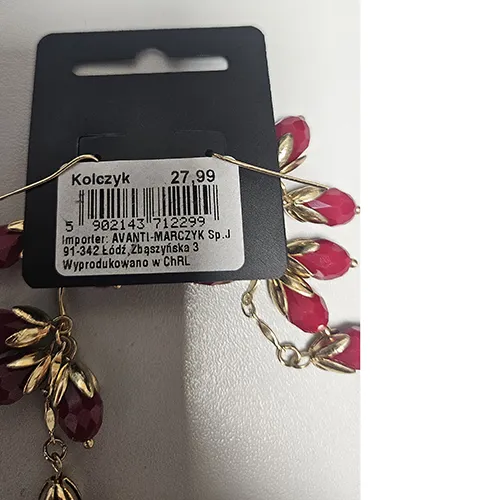 Kolczyk 27,99
5 902143 712299
Importer: AVANTI-MARCZYK Sp.J
91-342 Łódź,Zbąszyńska 3
Wyprodukowano w ChRL